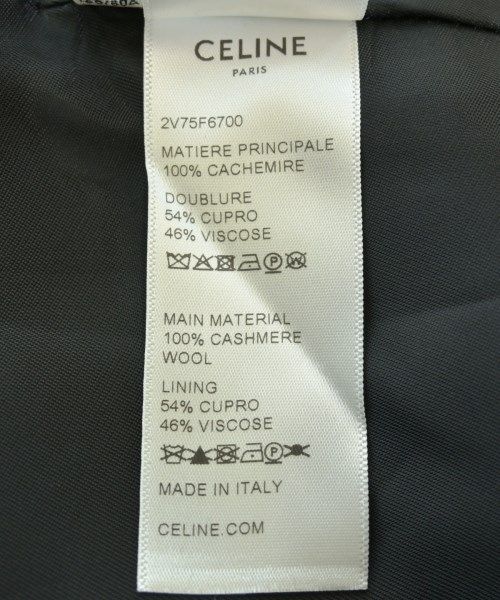 CELINE
PARIS
2V75F6700
MATIERE PRINCIPALE
100% CACHEMIRE
DOUBLURE
54% CUPRO
46% VISCOSE
MAIN MATERIAL
100% CASHMERE
WOOL
LINING
54% CUPRO
46% VISCOSE
MADE IN ITALY
CELINE.COM